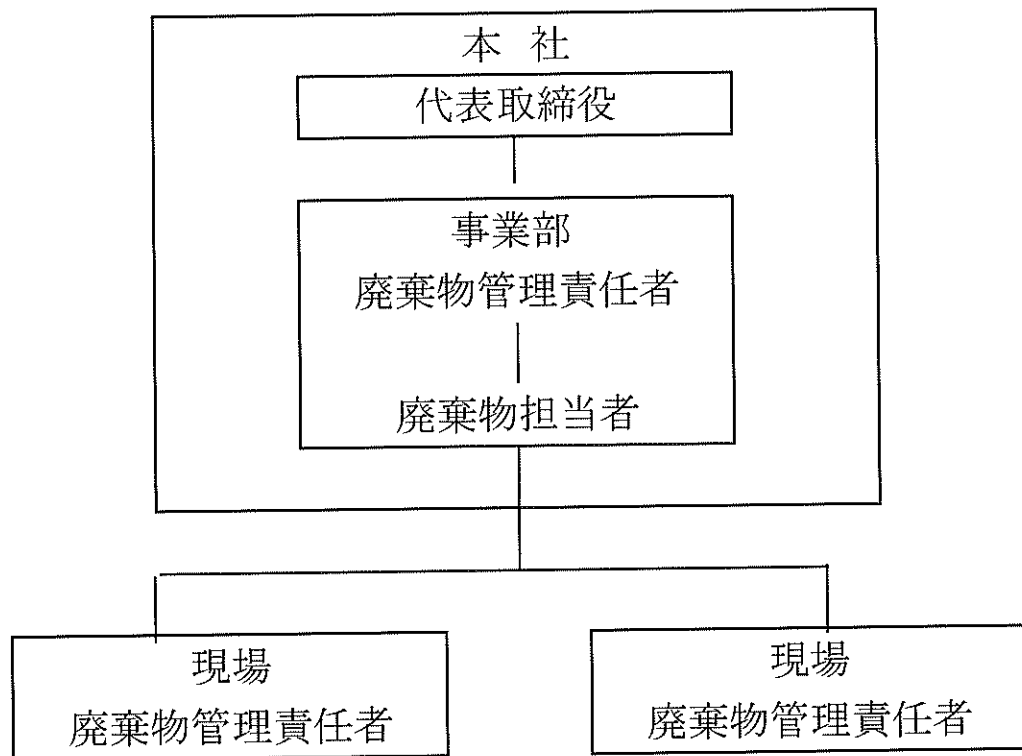 本 社
代表取締役
事業部
廃棄物管理責任者
廃棄物担当者
現場
廃棄物管理責任者
現場
廃棄物管理責任者